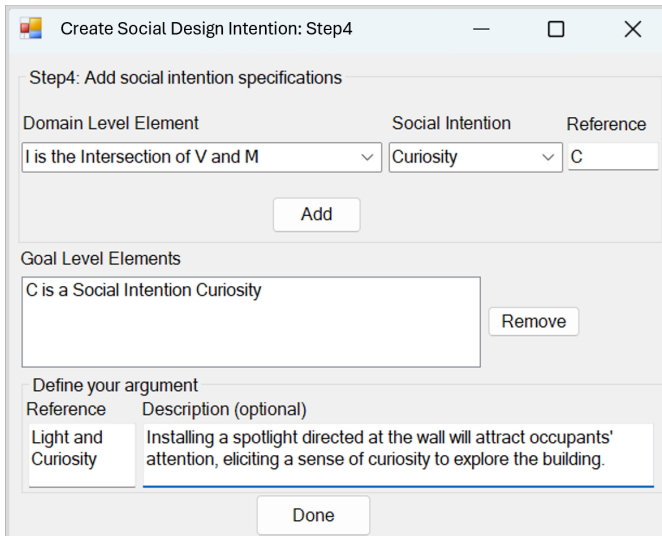 Create Social Design Intention: Step4
Step4: Add social intention specifications
Domain Level Element
Social Intention
Reference
I is the Intersection of V and M
Curiosity
C
Add
Goal Level Elements
C is a Social Intention Curiosity
Remove
Define your argument
Reference
Description (optional)
Light and
Curiosity
Installing a spotlight directed at the wall will attract occupants'
attention, eliciting a sense of curiosity to explore the building.
Done